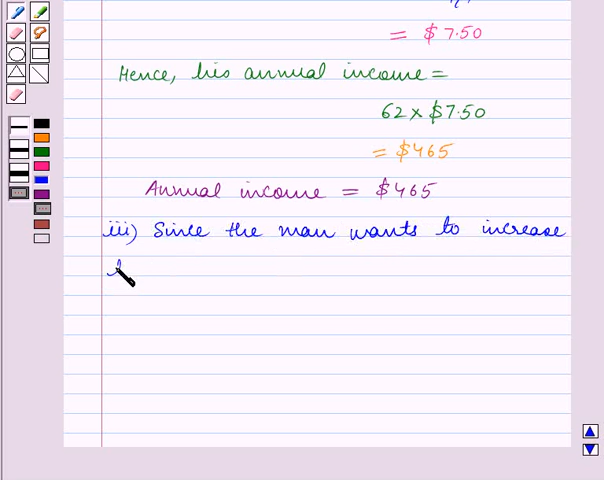 = $7.50
Hence, his annual income =
62 × $7.50
= $465
Annual income = $465
iii) Since the man wants to increase